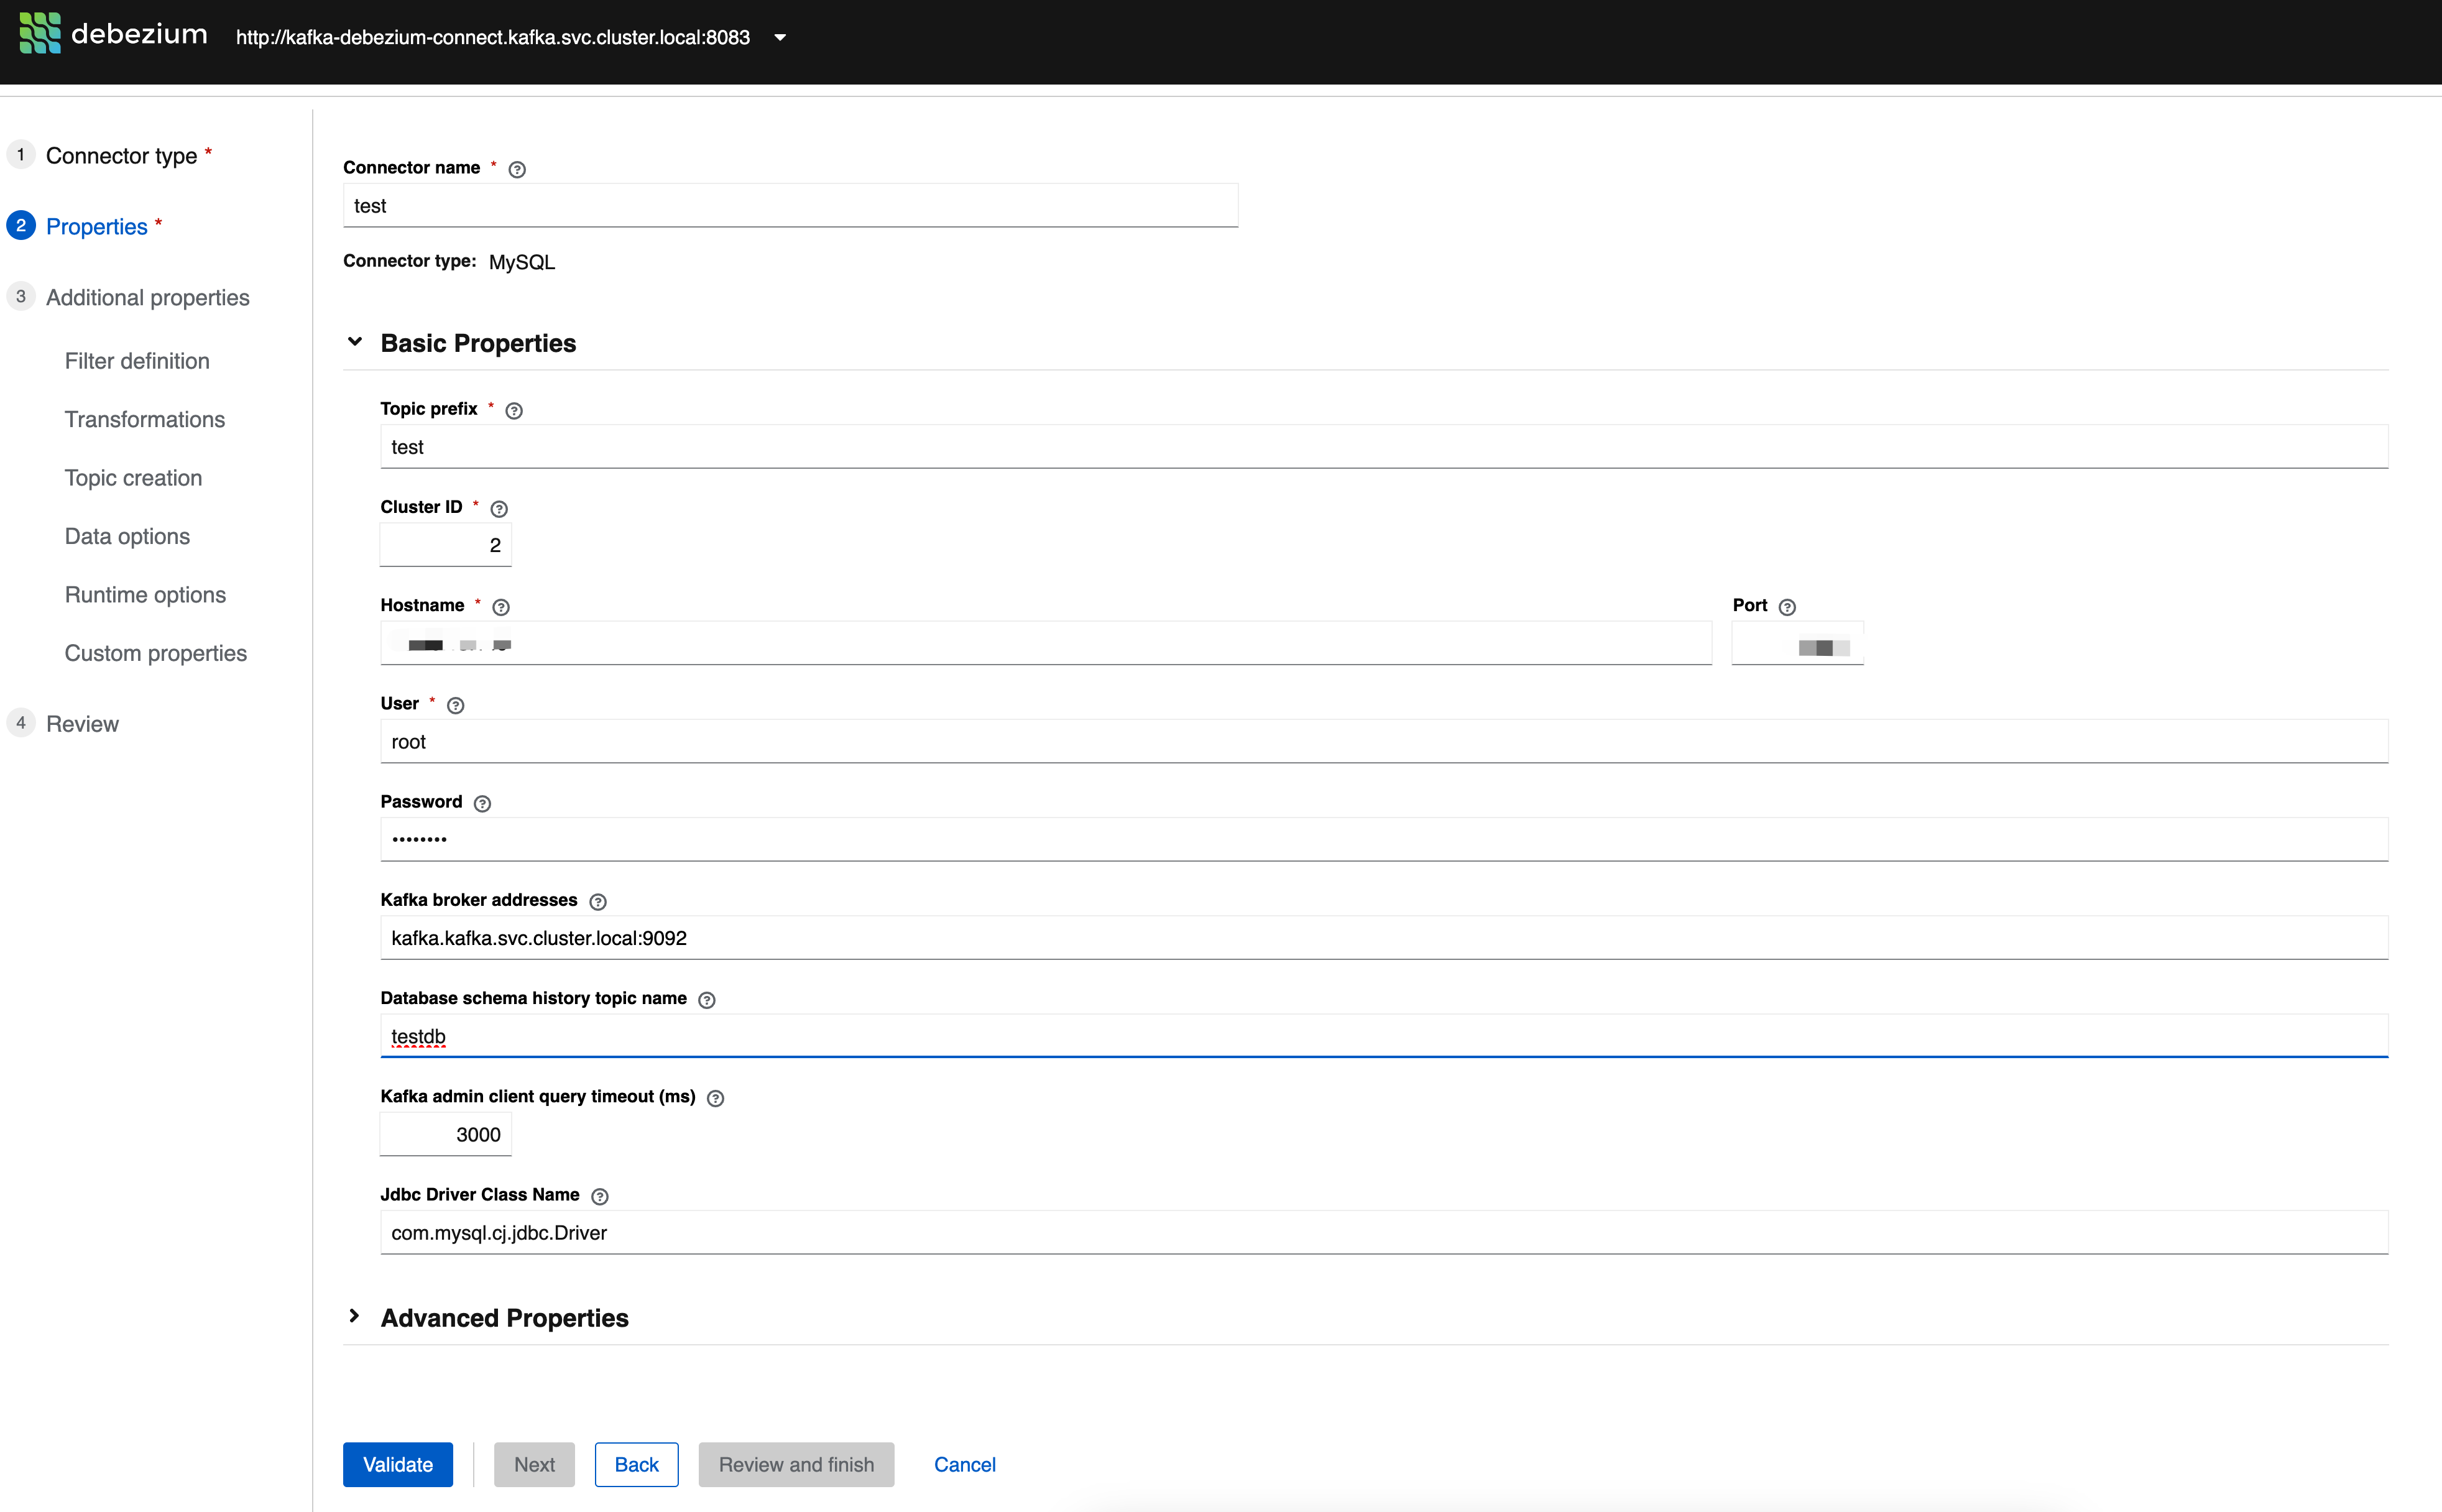 debezium http://kafka-debezium-connect.kafka.svc.cluster.local:8083
1 Connector type *
2 Properties *
3 Additional properties
Filter definition
Transformations
Topic creation
Data options
Runtime options
Custom properties
4 Review
Connector name *
test
Connector type: MySQL
Basic Properties
Topic prefix *
test
Cluster ID *
2
Hostname * Port
User *
root
Password
••••••••
Kafka broker addresses
kafka.kafka.svc.cluster.local:9092
Database schema history topic name
testdb
Kafka admin client query timeout (ms)
3000
Jdbc Driver Class Name
com.mysql.cj.jdbc.Driver
Advanced Properties
Validate Next Back Review and finish Cancel